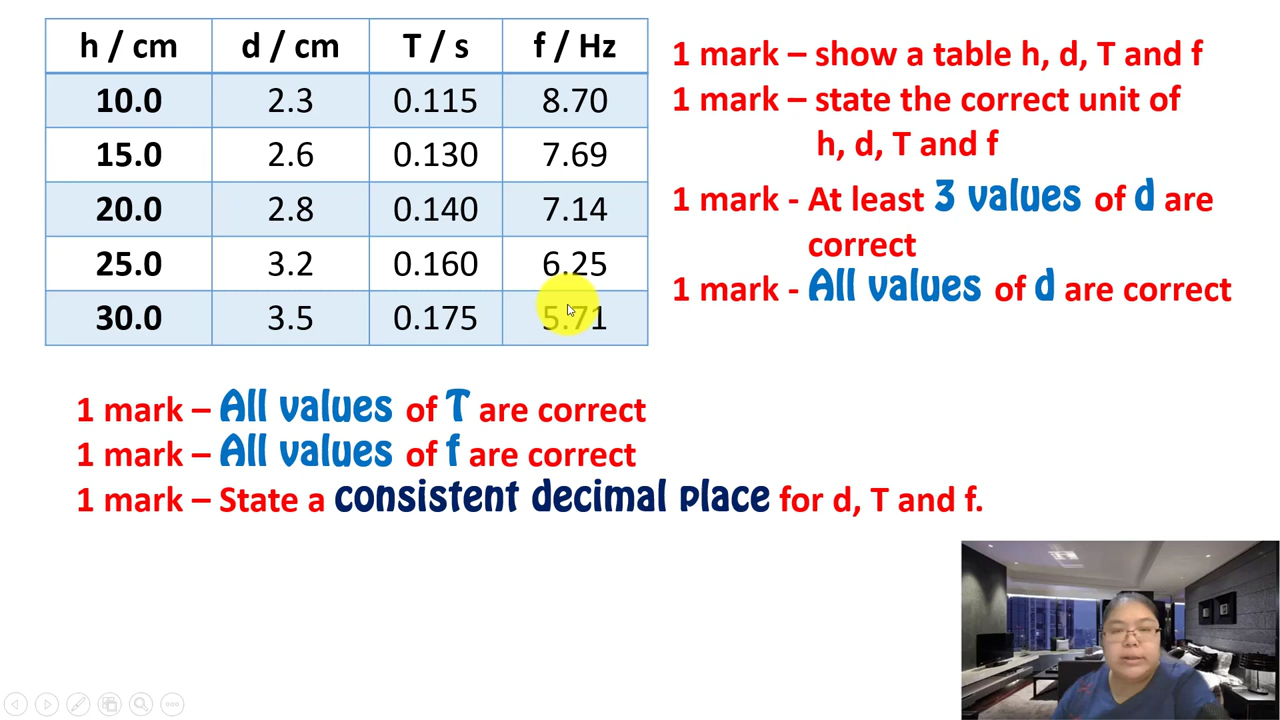 h / cm d / cm T / s f / Hz
10.0 2.3 0.115 8.70
15.0 2.6 0.130 7.69
20.0 2.8 0.140 7.14
25.0 3.2 0.160 6.25
30.0 3.5 0.175 5.71
1 mark – show a table h, d, T and f
1 mark – state the correct unit of
h, d, T and f
1 mark - At least 3 values of d are
correct
1 mark - All values of d are correct
1 mark – All values of T are correct
1 mark – All values of f are correct
1 mark – State a consistent decimal place for d, T and f.